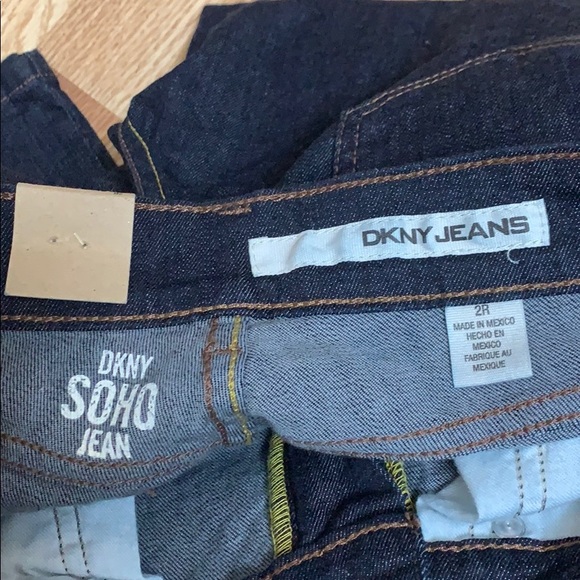 DKNY JEANS
2R
MADE IN MEXICO
HECHO EN
MEXICO
FABRIQUE AU
MEXIQUE
DKNY
SOHO
JEAN